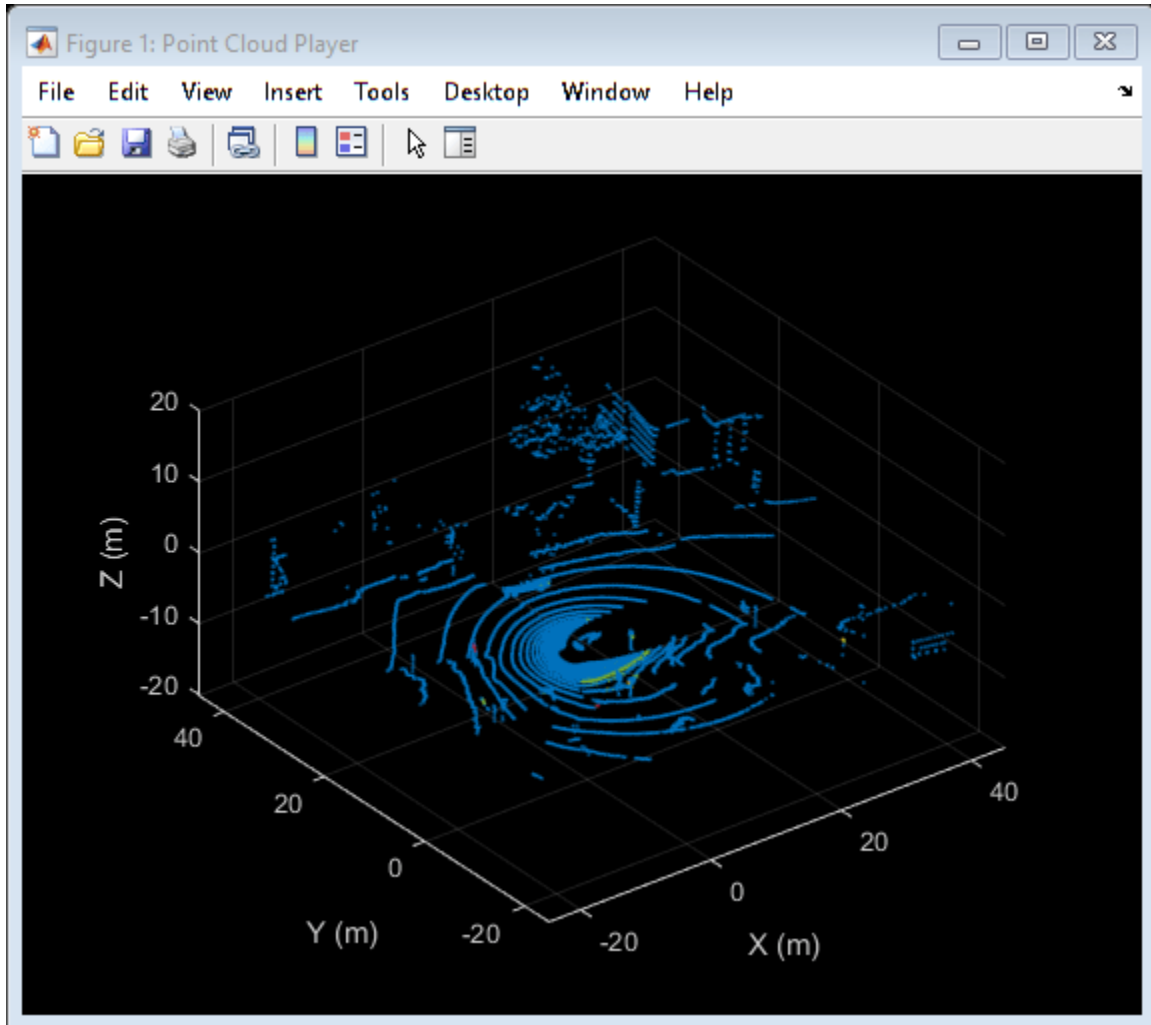 Figure 1: Point Cloud Player
File Edit View Insert Tools Desktop Window Help
20
10
0
-10
-20
Z (m)
40
20
0
-20
Y (m)
-20
0
20
40
X (m)